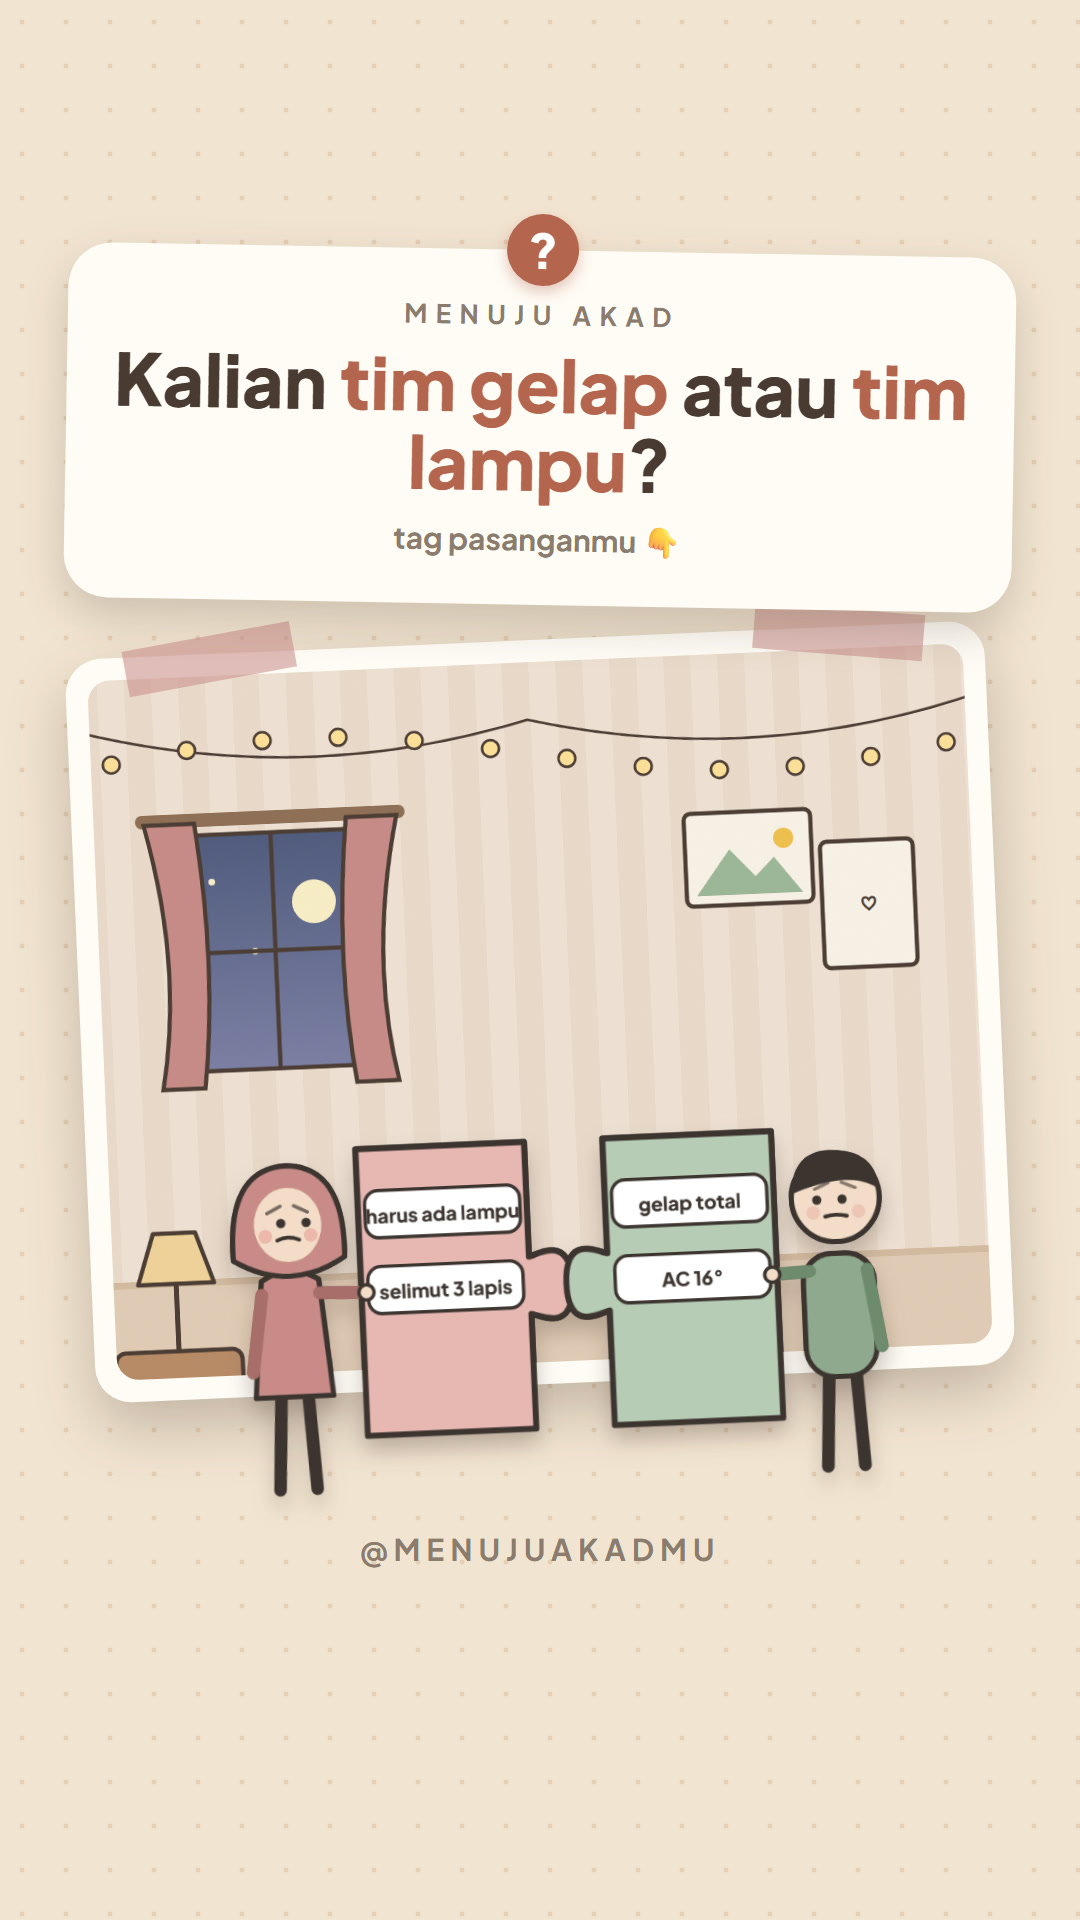 ?
MENUJU AKAD
Kalian tim gelap atau tim
lampu?
tag pasanganmu 👇
harus ada lampu
selimut 3 lapis
gelap total
AC 16°
@MENUJUAKADMU